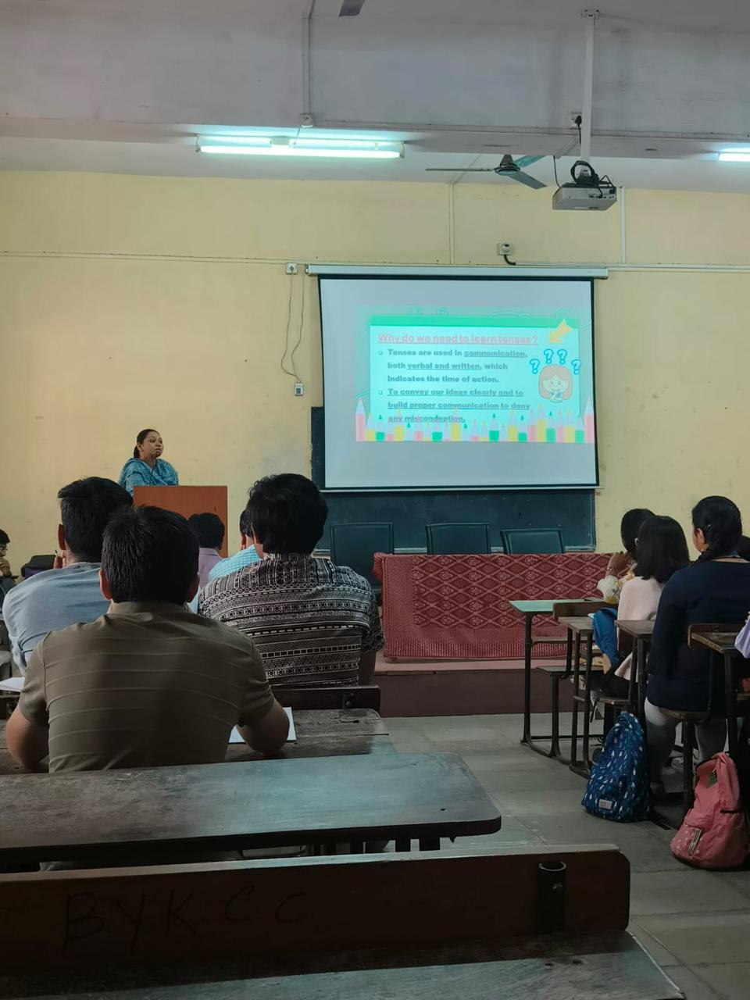 Why do we need to learn tenses ?
Tenses are used in communication,
both verbal and written, which
indicates the time of action.
To convey our ideas clearly and to
build proper communication to deny
any misconception.
? ? ? ?
B.Y.K.C.C